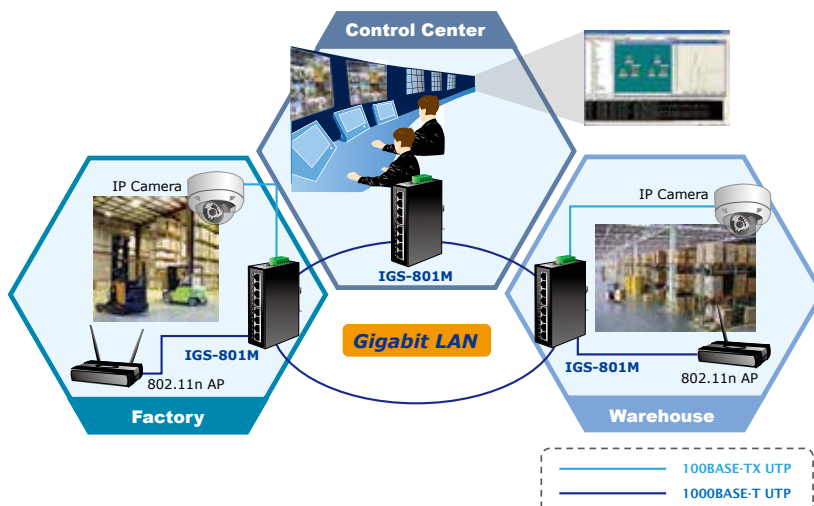 Control Center
IP Camera
IP Camera
IGS-801M
IGS-801M
Gigabit LAN
IGS-801M
802.11n AP
802.11n AP
Factory
Warehouse
100BASE-TX UTP
1000BASE-T UTP